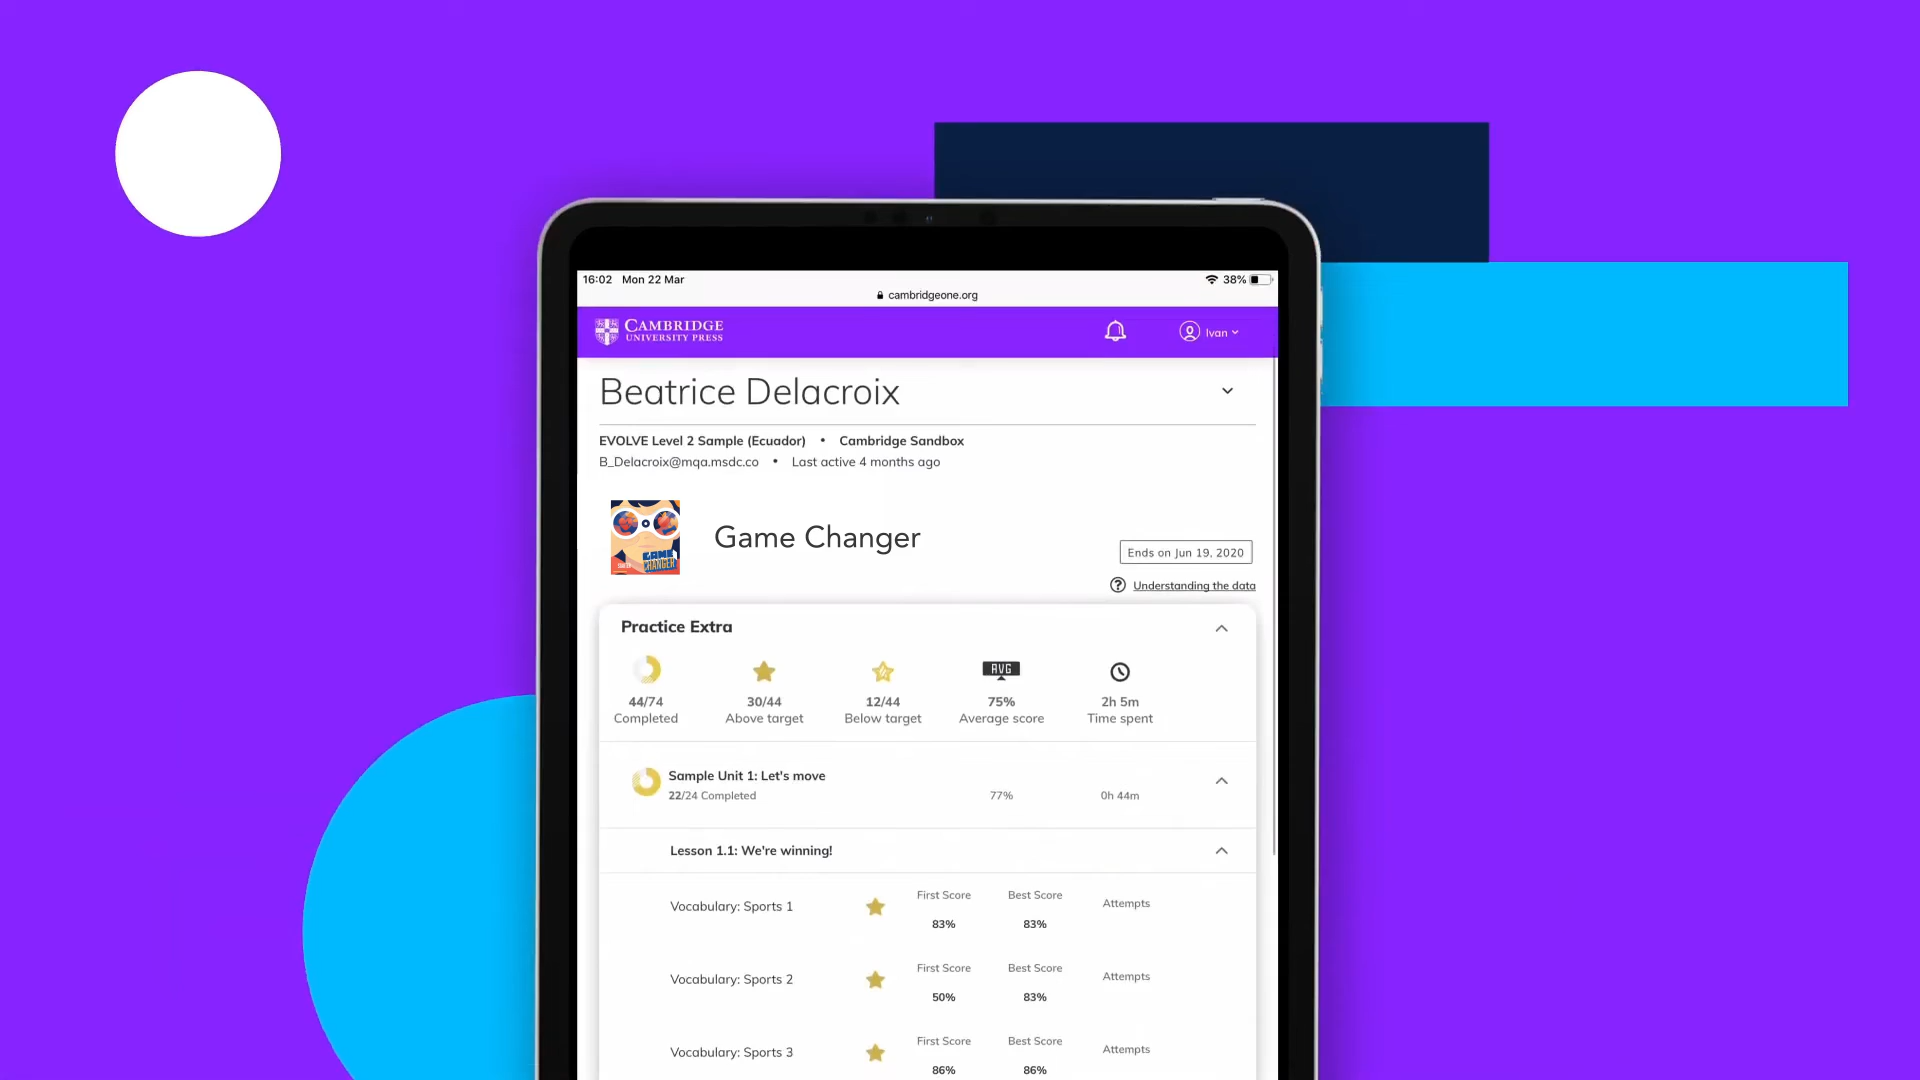 16:02 Mon 22 Mar
38%
cambridgeone.org
CAMBRIDGE
UNIVERSITY PRESS
Ivan
Beatrice Delacroix
EVOLVE Level 2 Sample (Ecuador) • Cambridge Sandbox
B_Delacroix@mqa.msdc.co • Last active 4 months ago
GAME
CHANGER
Game Changer
Ends on Jun 19, 2020
Understanding the data
Practice Extra
AVG
44/74 30/44 12/44 75% 2h 5m
Completed Above target Below target Average score Time spent
Sample Unit 1: Let's move
22/24 Completed 77% 0h 44m
Lesson 1.1: We're winning!
First Score Best Score
Vocabulary: Sports 1 Attempts
83% 83%
First Score Best Score
Vocabulary: Sports 2 Attempts
50% 83%
First Score Best Score
Vocabulary: Sports 3 Attempts
86% 86%